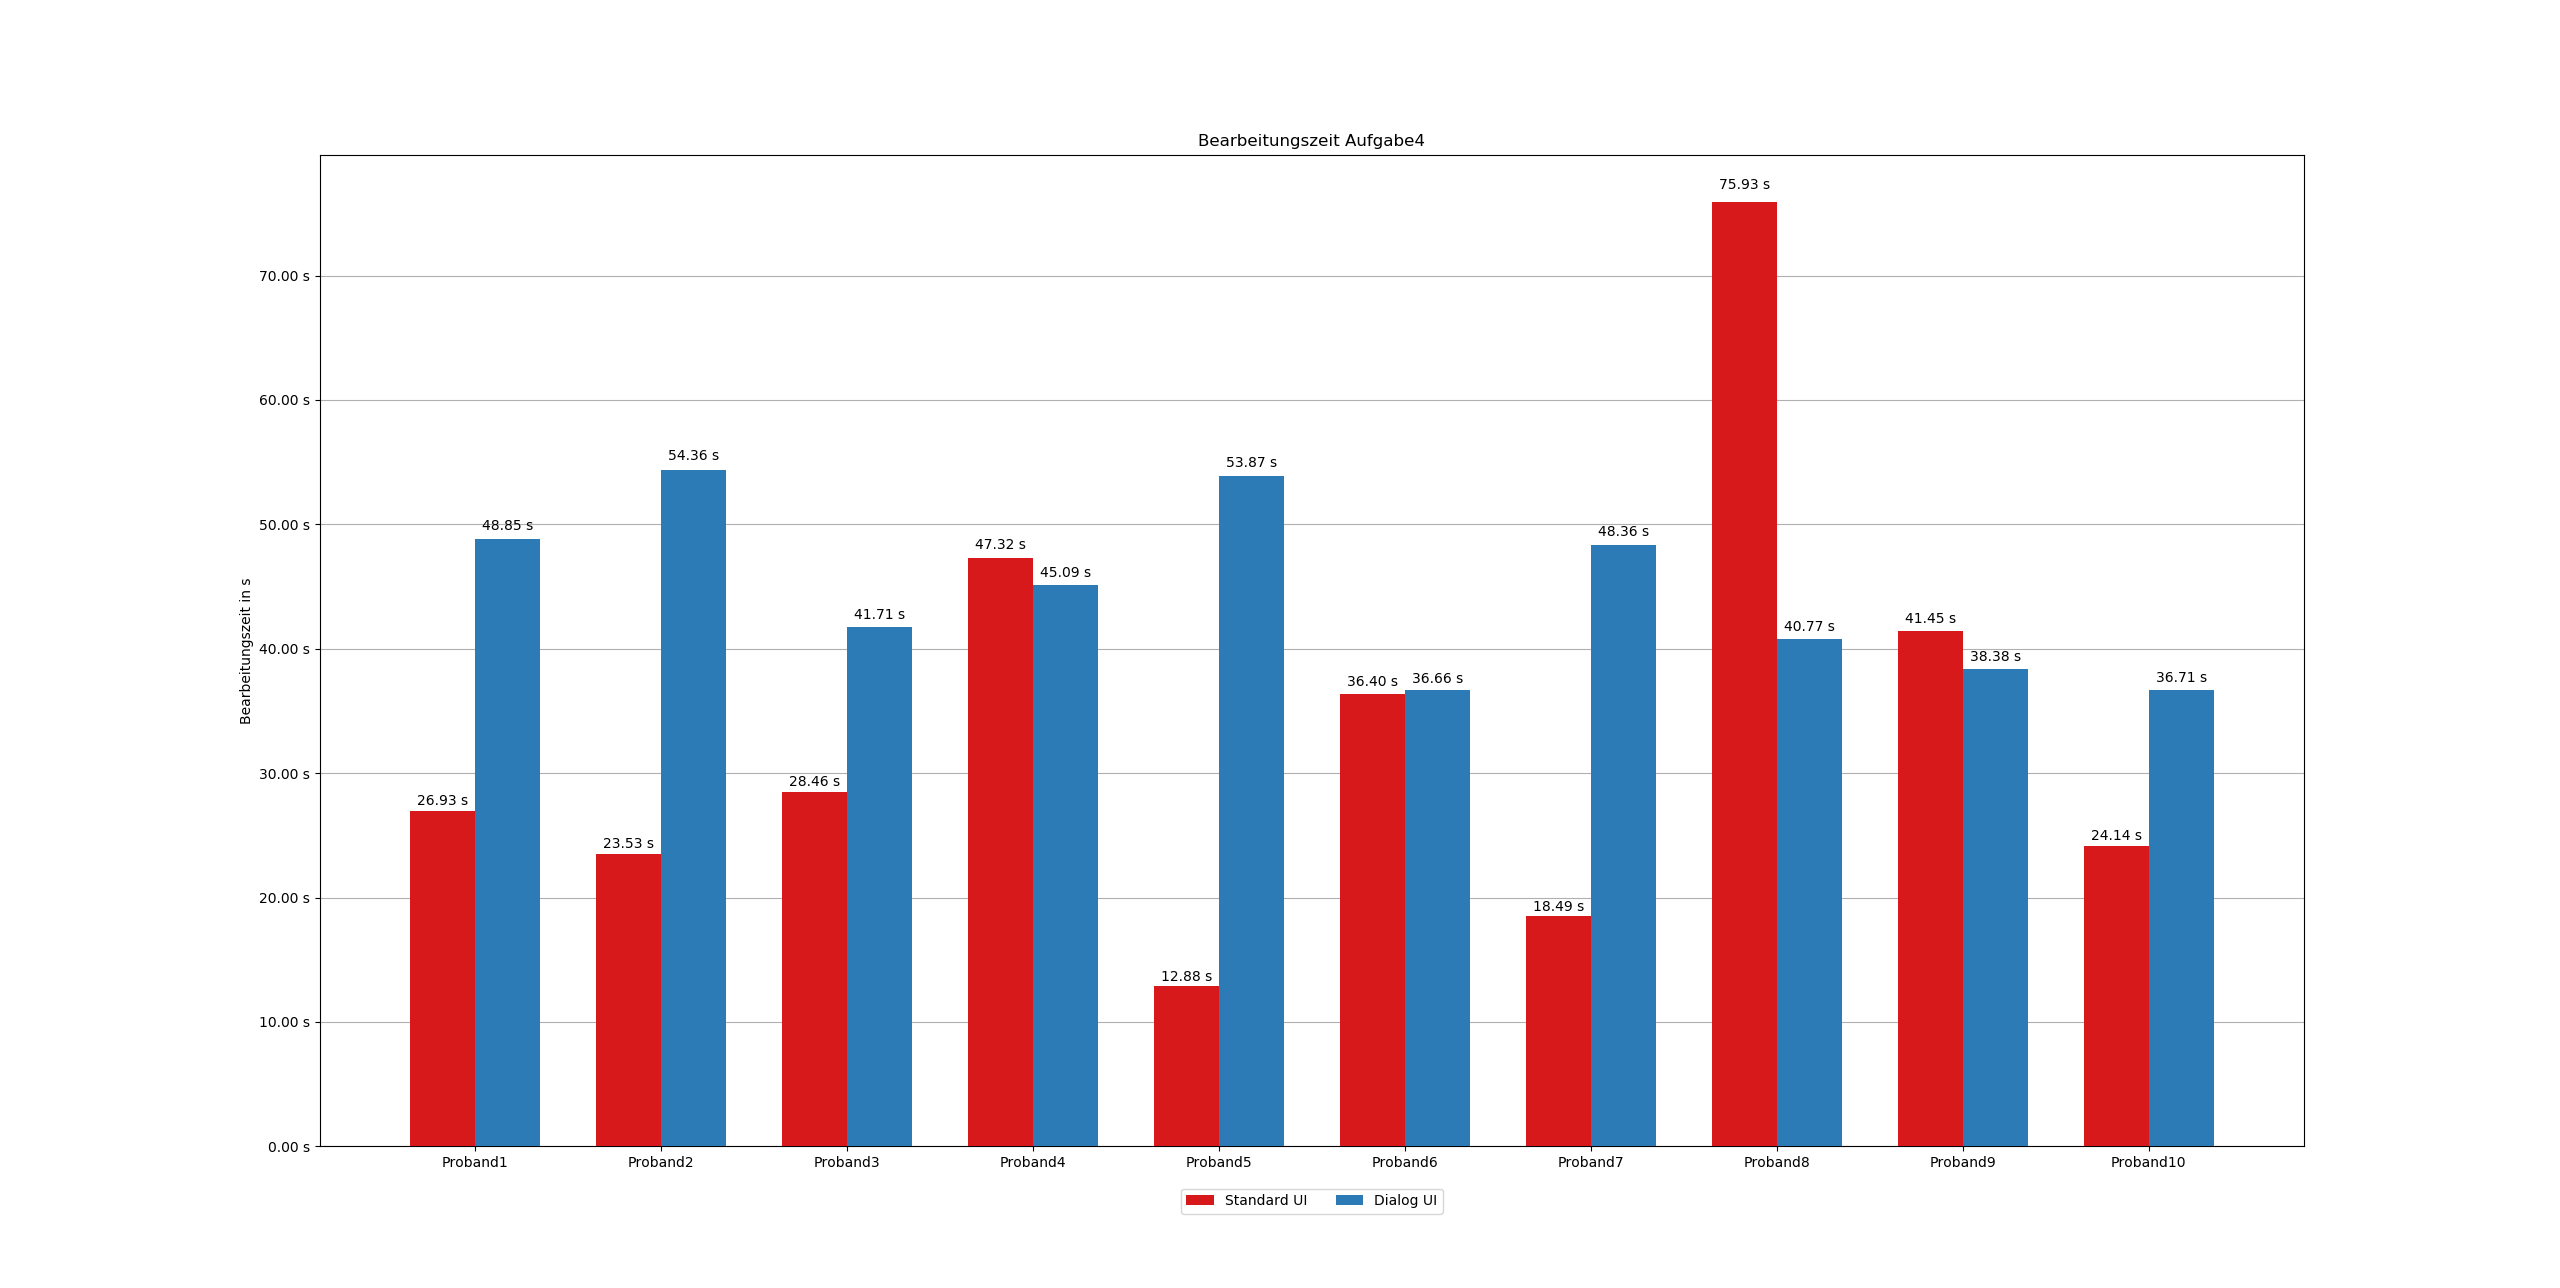 Bearbeitungszeit Aufgabe4
75.93 s
70.00 s
60.00 s
54.36 s
53.87 s
50.00 s
48.85 s
48.36 s
47.32 s
45.09 s
41.71 s
41.45 s
40.77 s
40.00 s
38.38 s
36.40 s
36.66 s
36.71 s
30.00 s
28.46 s
26.93 s
24.14 s
23.53 s
20.00 s
18.49 s
12.88 s
10.00 s
0.00 s
Bearbeitungszeit in s
Proband1 Proband2 Proband3 Proband4 Proband5 Proband6 Proband7 Proband8 Proband9 Proband10
Standard UI Dialog UI